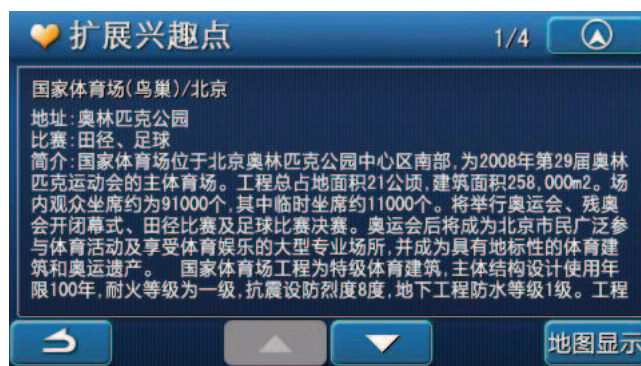 扩展兴趣点 1/4
国家体育场(鸟巢)/北京
地址:奥林匹克公园
比赛:田径、足球
简介:国家体育场位于北京奥林匹克公园中心区南部,为2008年第29届奥林
匹克运动会的主体育场。工程总占地面积21公顷,建筑面积258,000m2。场
内观众坐席约为91000个,其中临时坐席约11000个。将举行奥运会、残奥
会开闭幕式、田径比赛及足球比赛决赛。奥运会后将成为北京市民广泛参
与体育活动及享受体育娱乐的大型专业场所,并成为具有地标性的体育建
筑和奥运遗产。 国家体育场工程为特级体育建筑,主体结构设计使用年
限100年,耐火等级为一级,抗震设防烈度8度,地下工程防水等级1级。工程
地图显示